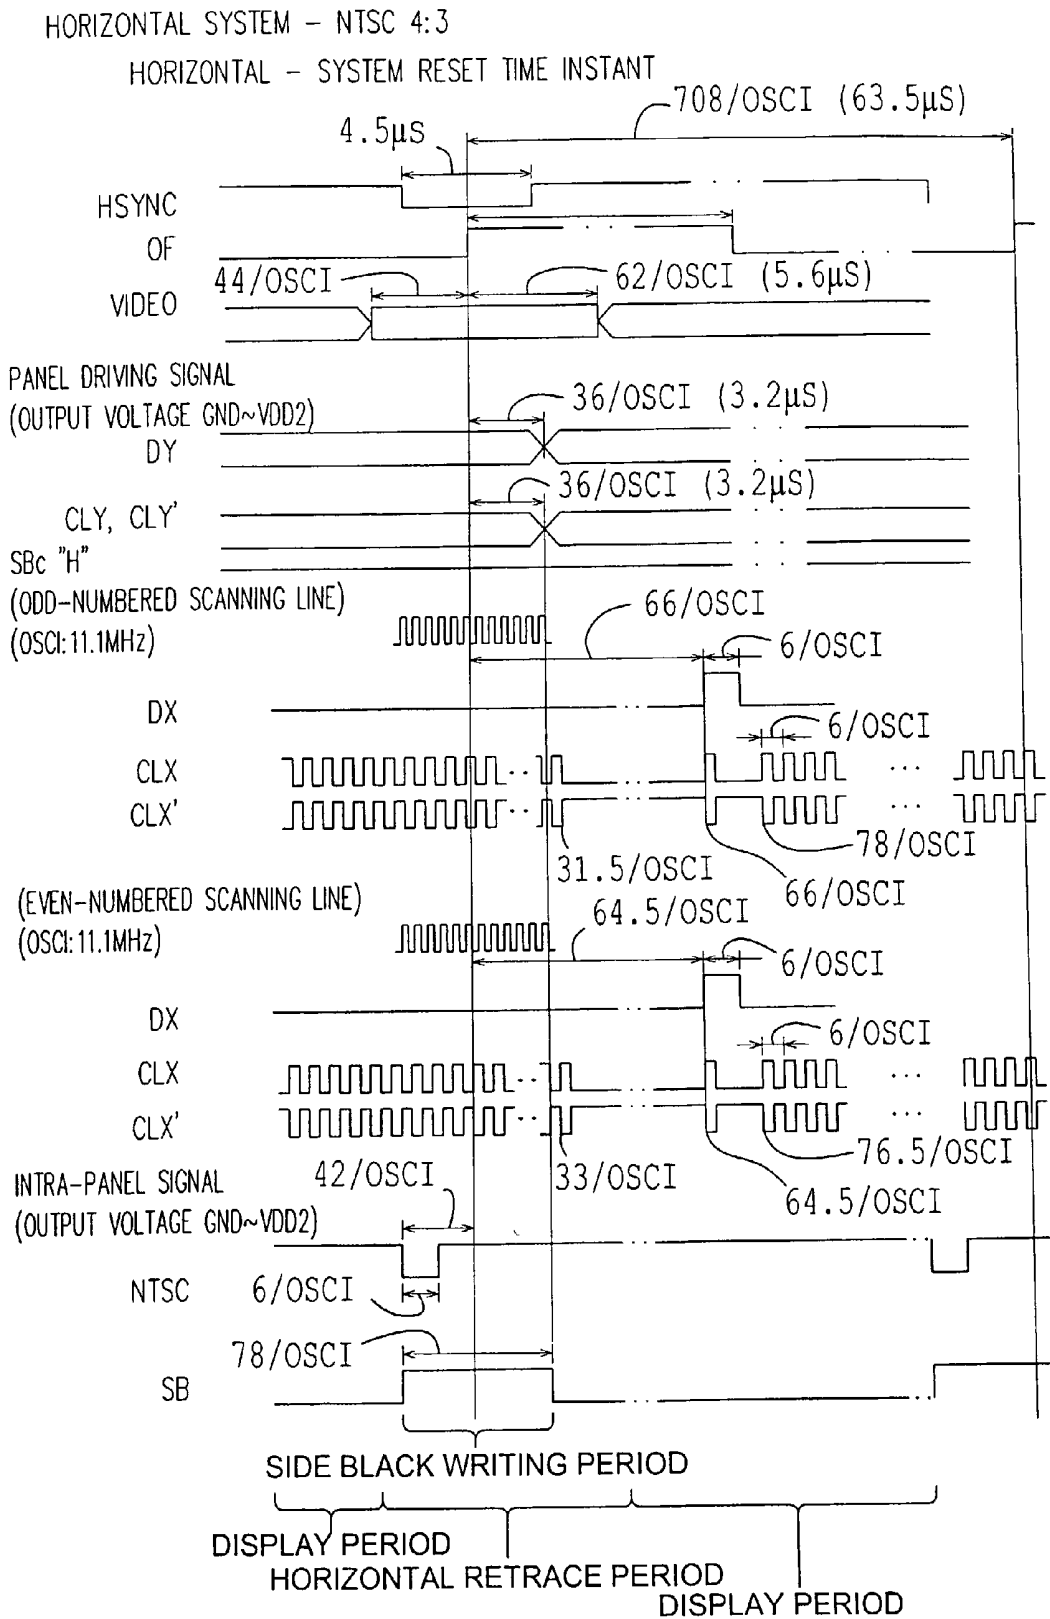 HORIZONTAL SYSTEM - NTSC 4:3
HORIZONTAL - SYSTEM RESET TIME INSTANT
708/OSCI (63.5μS)
4.5μS
HSYNC
OF
44/OSCI
62/OSCI (5.6μS)
VIDEO
PANEL DRIVING SIGNAL
(OUTPUT VOLTAGE GND~VDD2)
36/OSCI (3.2μS)
DY
36/OSCI (3.2μS)
CLY, CLY'
SBc "H"
(ODD-NUMBERED SCANNING LINE)
(OSCI:11.1MHz)
66/OSCI
6/OSCI
DX
6/OSCI
CLX
CLX'
78/OSCI
31.5/OSCI
66/OSCI
(EVEN-NUMBERED SCANNING LINE)
(OSCI:11.1MHz)
64.5/OSCI
6/OSCI
DX
6/OSCI
CLX
CLX'
76.5/OSCI
33/OSCI
64.5/OSCI
INTRA-PANEL SIGNAL
(OUTPUT VOLTAGE GND~VDD2)
42/OSCI
NTSC
6/OSCI
78/OSCI
SB
SIDE BLACK WRITING PERIOD
DISPLAY PERIOD
HORIZONTAL RETRACE PERIOD
DISPLAY PERIOD